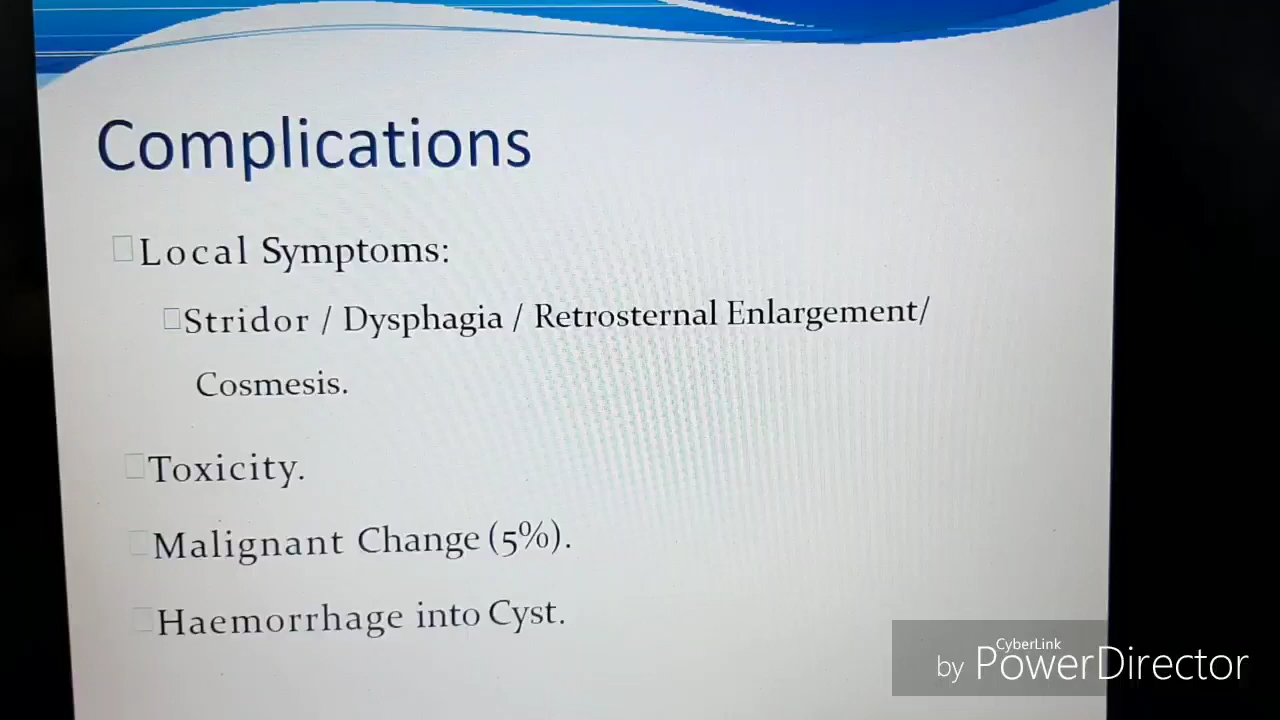 Complications
Local Symptoms:
Stridor / Dysphagia / Retrosternal Enlargement/
Cosmesis.
Toxicity.
Malignant Change (5%).
Haemorrhage into Cyst.
CyberLink
by PowerDirector